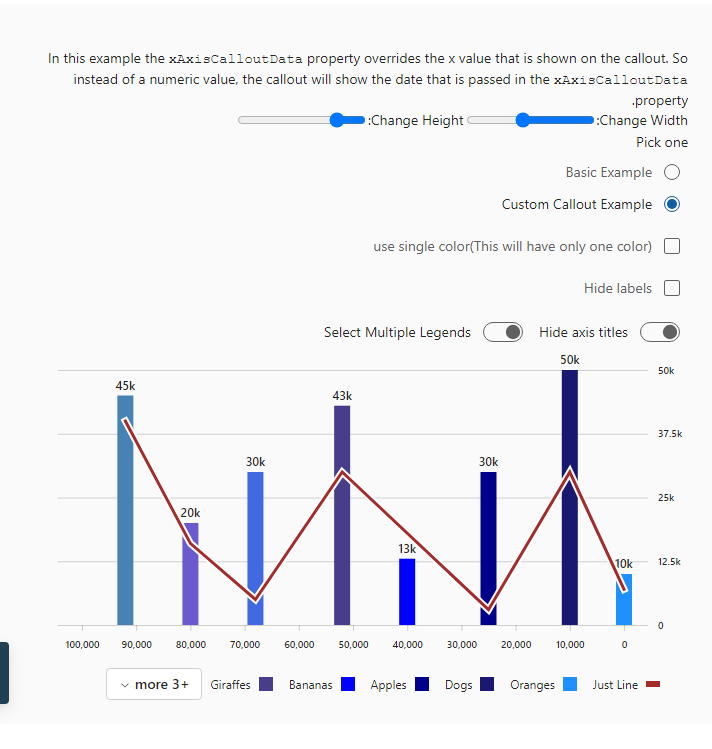 In this example the xAxisCalloutData property overrides the x value that is shown on the callout. So
instead of a numeric value, the callout will show the date that is passed in the xAxisCalloutData
.property
:Change Height :Change Width
Pick one
Basic Example
Custom Callout Example
use single color(This will have only one color)
Hide labels
Select Multiple Legends Hide axis titles
50k
50k
45k
43k
37.5k
30k
30k
25k
20k
13k
12.5k
10k
0
100,000 90,000 80,000 70,000 60,000 50,000 40,000 30,000 20,000 10,000 0
more 3+ Giraffes Bananas Apples Dogs Oranges Just Line